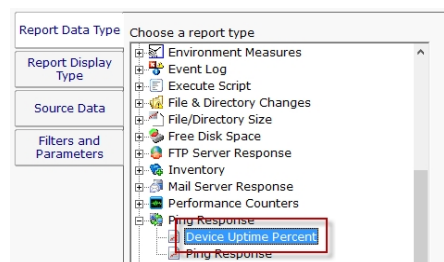 Report Data Type
Choose a report type
Report Display
Type
Source Data
Filters and
Parameters
Environment Measures
Event Log
Execute Script
File & Directory Changes
File/Directory Size
Free Disk Space
FTP Server Response
Inventory
Mail Server Response
Performance Counters
Ping Response
Device Uptime Percent
Ping Response